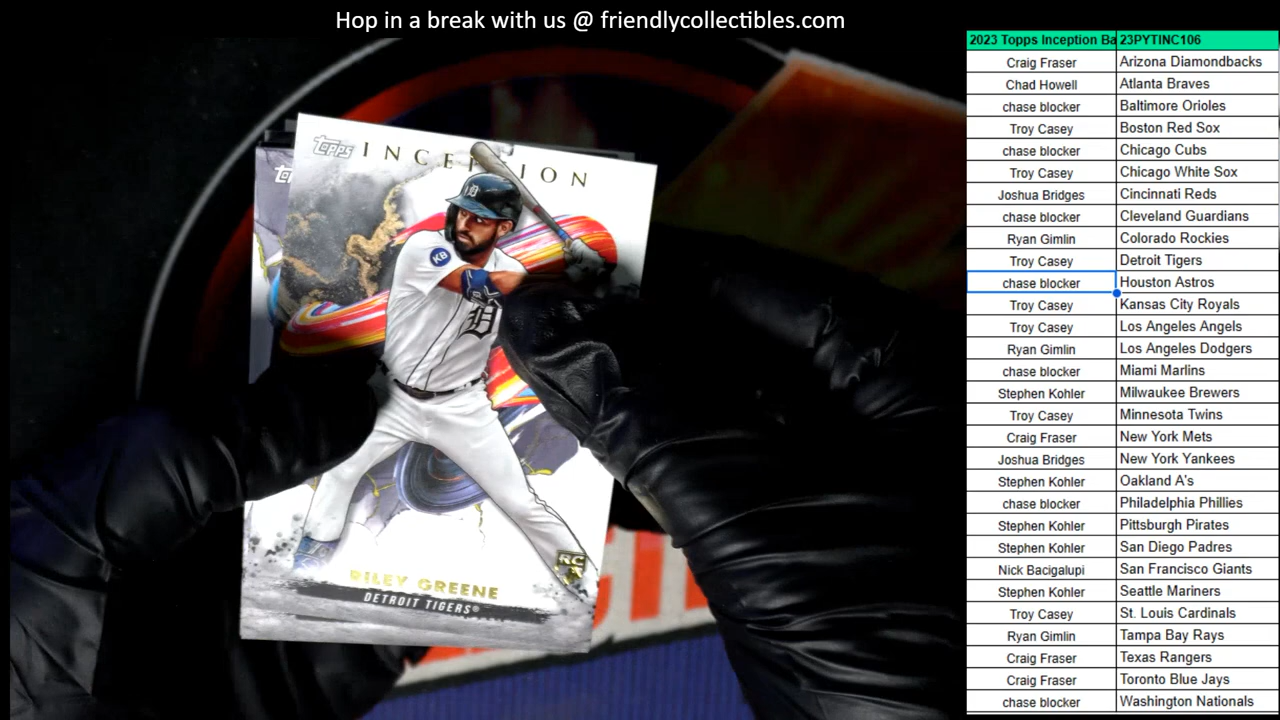 Hop in a break with us @ friendlycollectibles.com
2023 Topps Inception Ba 23PYTINC106
Craig Fraser Arizona Diamondbacks
Chad Howell Atlanta Braves
chase blocker Baltimore Orioles
Troy Casey Boston Red Sox
chase blocker Chicago Cubs
Troy Casey Chicago White Sox
Joshua Bridges Cincinnati Reds
chase blocker Cleveland Guardians
Ryan Gimlin Colorado Rockies
Troy Casey Detroit Tigers
chase blocker Houston Astros
Troy Casey Kansas City Royals
Troy Casey Los Angeles Angels
Ryan Gimlin Los Angeles Dodgers
chase blocker Miami Marlins
Stephen Kohler Milwaukee Brewers
Troy Casey Minnesota Twins
Craig Fraser New York Mets
Joshua Bridges New York Yankees
Stephen Kohler Oakland A's
chase blocker Philadelphia Phillies
Stephen Kohler Pittsburgh Pirates
Stephen Kohler San Diego Padres
Nick Bacigalupi San Francisco Giants
Stephen Kohler Seattle Mariners
Troy Casey St. Louis Cardinals
Ryan Gimlin Tampa Bay Rays
Craig Fraser Texas Rangers
Craig Fraser Toronto Blue Jays
chase blocker Washington Nationals
Topps INCEPTION
KB
D
RC
RILEY GREENE
DETROIT TIGERS®